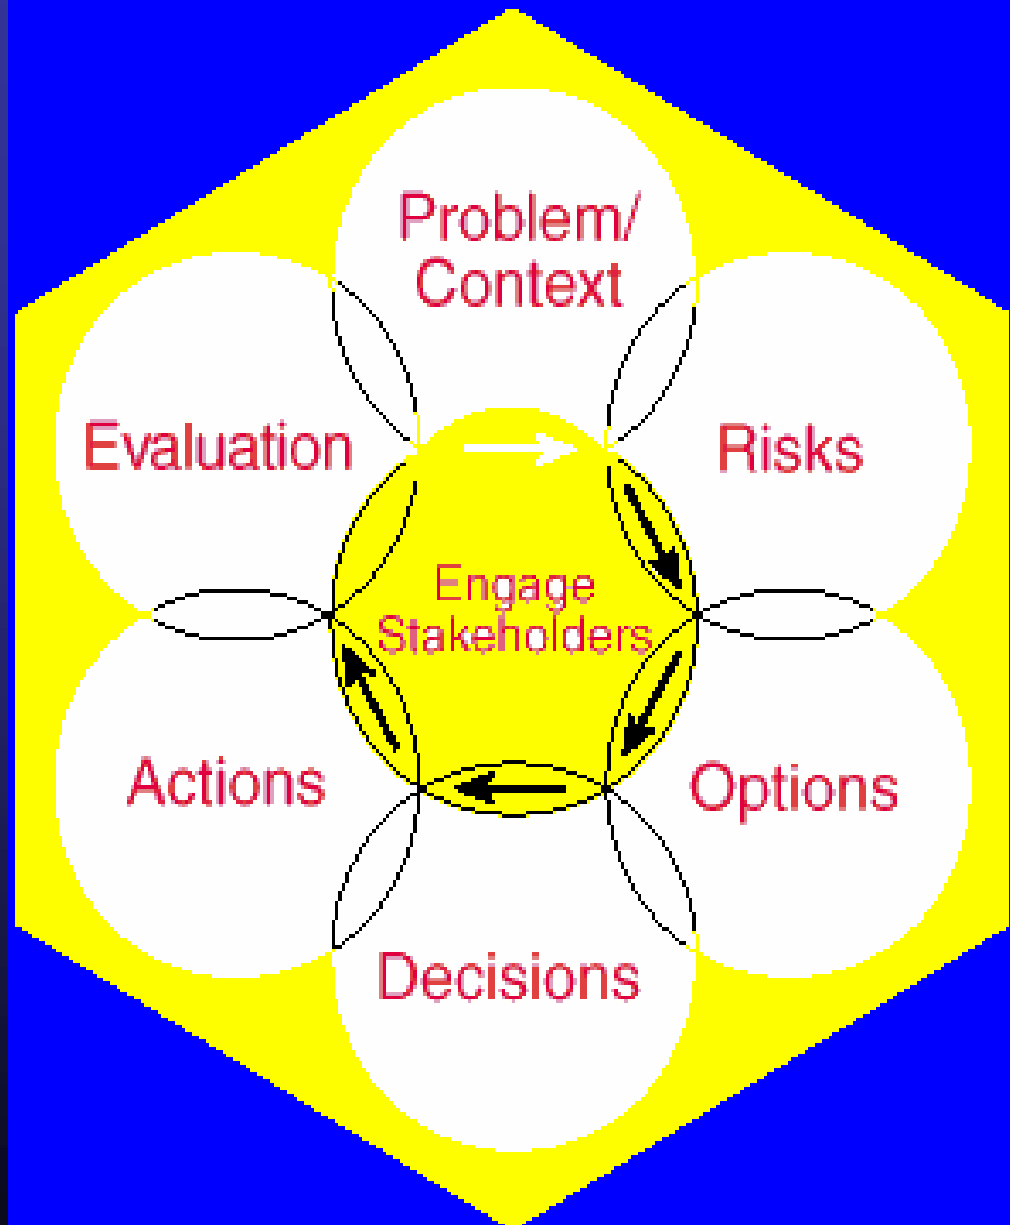 Problem/
Context
Evaluation
Risks
Engage
Stakeholders
Actions
Options
Decisions